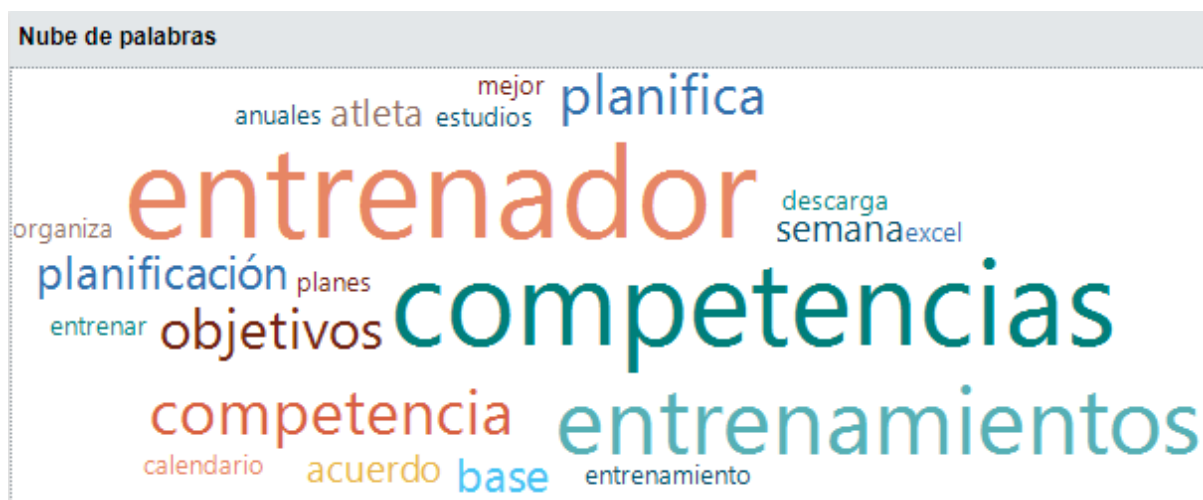 Nube de palabras
mejor planifica
anuales atleta estudios
entrenador
descarga
organiza semana excel
planificación planes
competencias
entrenar objetivos
competencia entrenamientos
calendario acuerdo base entrenamiento